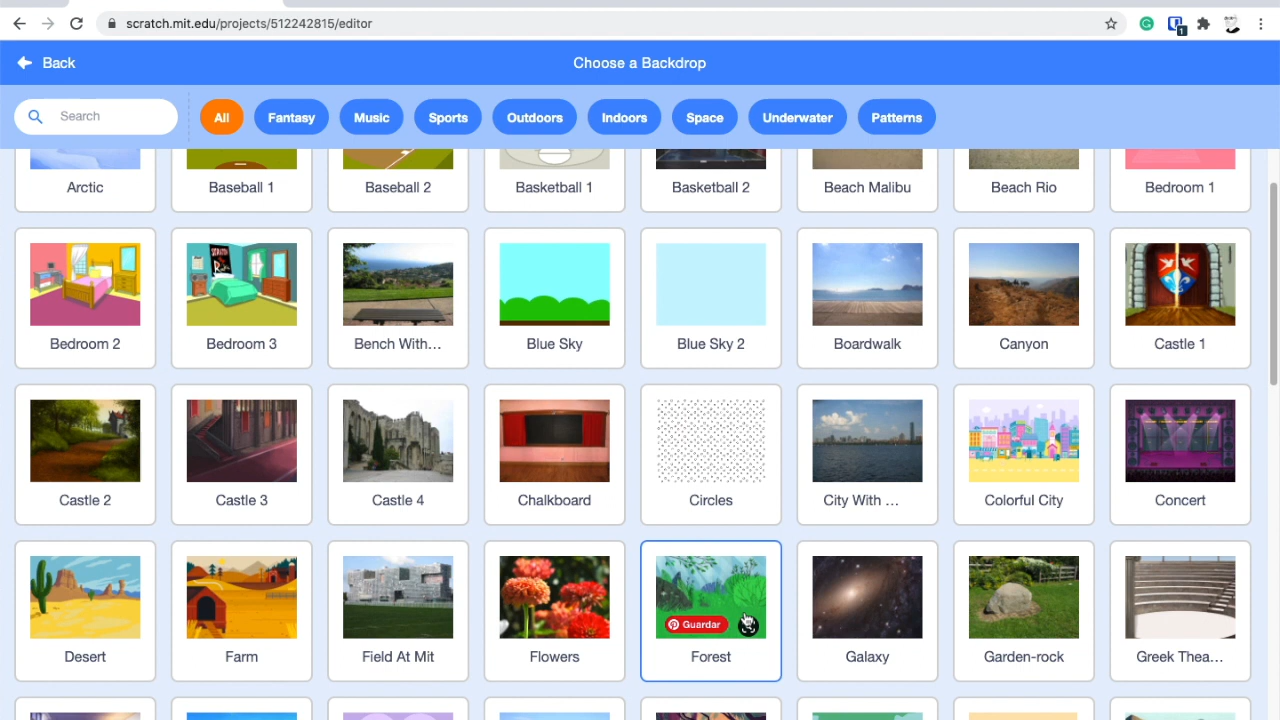 scratch.mit.edu/projects/512242815/editor
1
Back
Choose a Backdrop
Search
All
Fantasy
Music
Sports
Outdoors
Indoors
Space
Underwater
Patterns
Arctic
Baseball 1
Baseball 2
Basketball 1
Basketball 2
Beach Malibu
Beach Rio
Bedroom 1
Bedroom 2
Bedroom 3
Bench With...
Blue Sky
Blue Sky 2
Boardwalk
Canyon
Castle 1
Castle 2
Castle 3
Castle 4
Chalkboard
Circles
City With ...
Colorful City
Concert
Guardar
Desert
Farm
Field At Mit
Flowers
Forest
Galaxy
Garden-rock
Greek Thea...